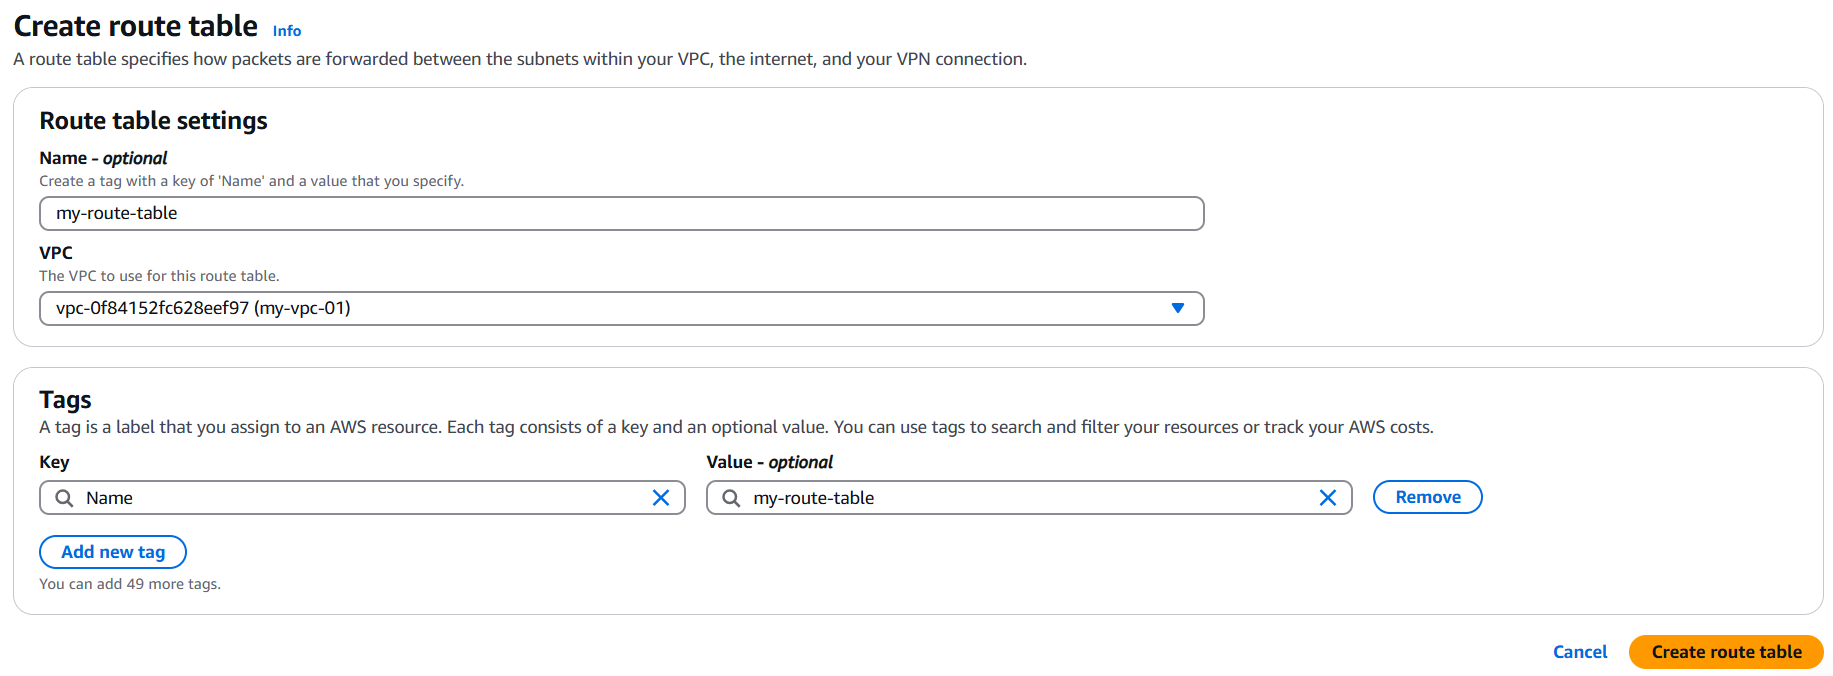 Create route table Info
A route table specifies how packets are forwarded between the subnets within your VPC, the internet, and your VPN connection.
Route table settings
Name - optional
Create a tag with a key of 'Name' and a value that you specify.
my-route-table
VPC
The VPC to use for this route table.
vpc-0f84152fc628eef97 (my-vpc-01)
Tags
A tag is a label that you assign to an AWS resource. Each tag consists of a key and an optional value. You can use tags to search and filter your resources or track your AWS costs.
Key Value - optional
Name my-route-table Remove
Add new tag
You can add 49 more tags.
Cancel Create route table